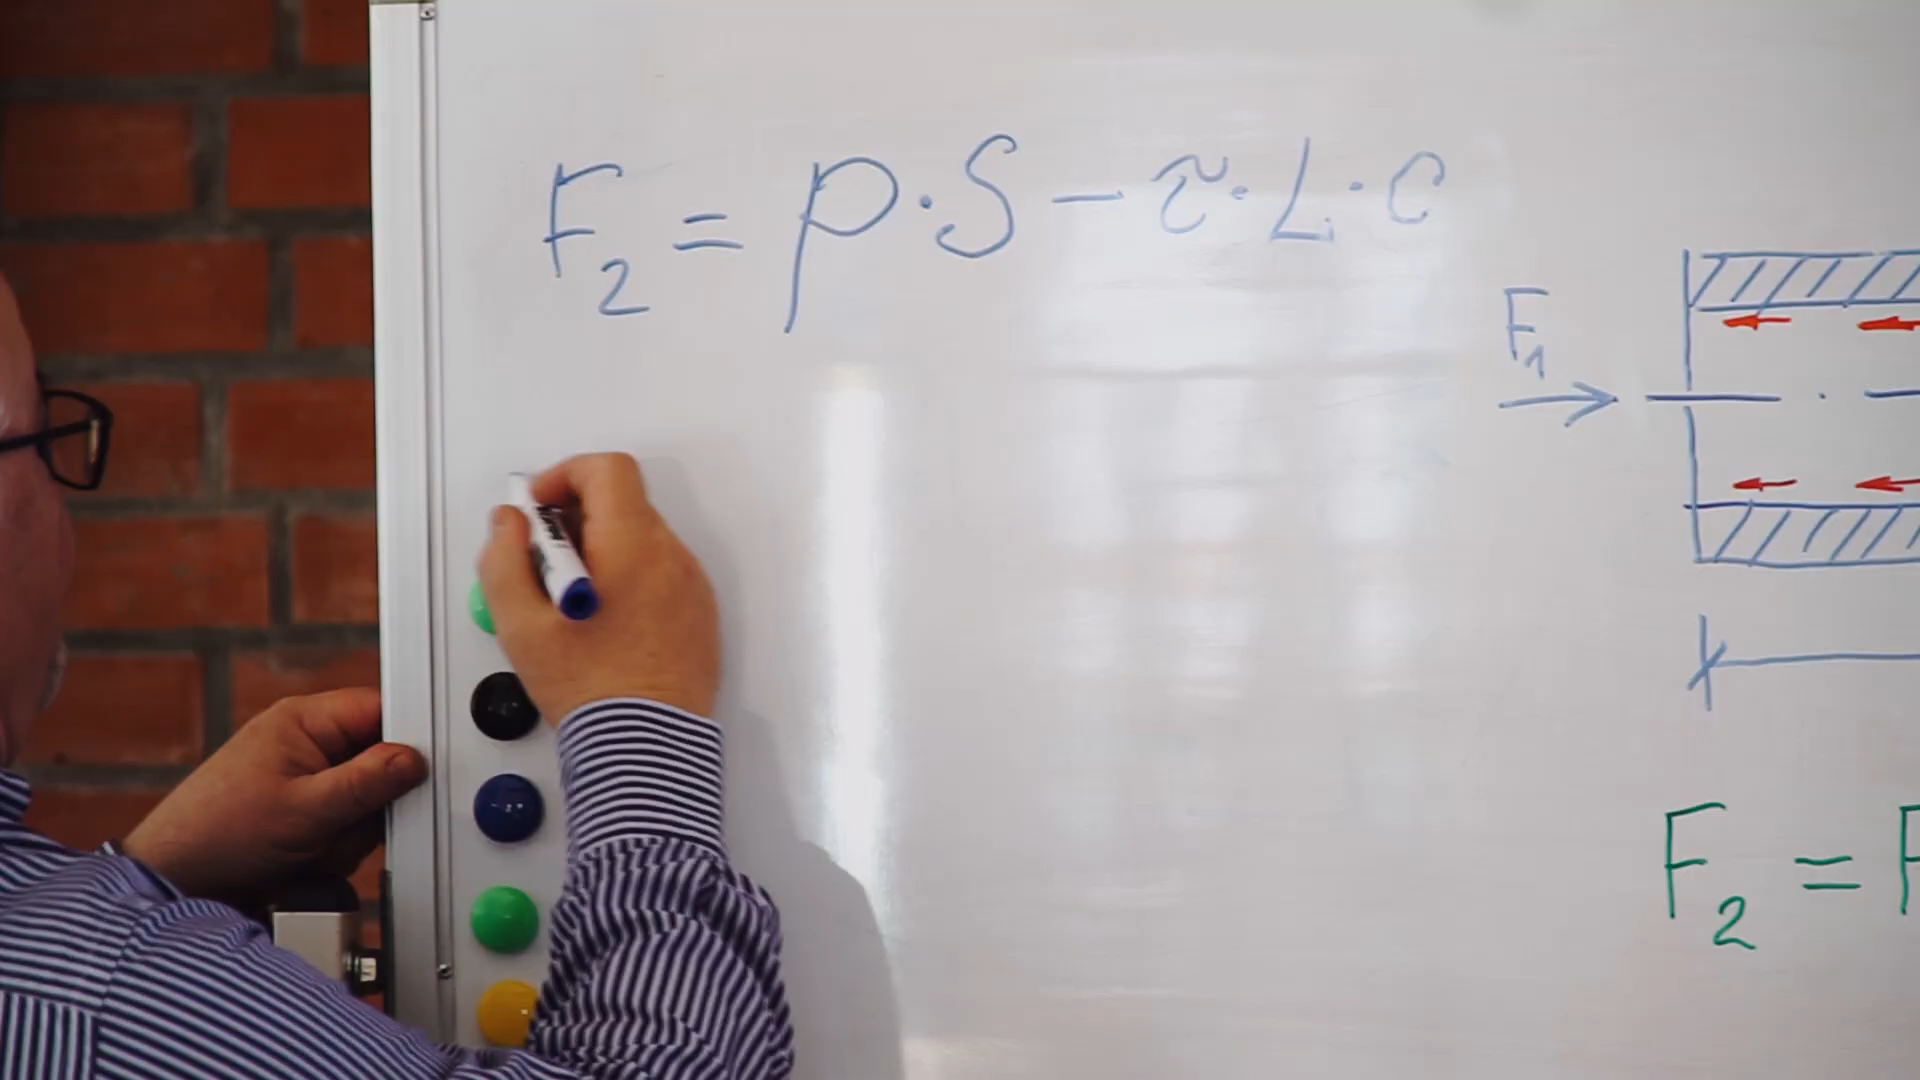 F₂ = p · S − τ · L · c
F₁
F₂ =